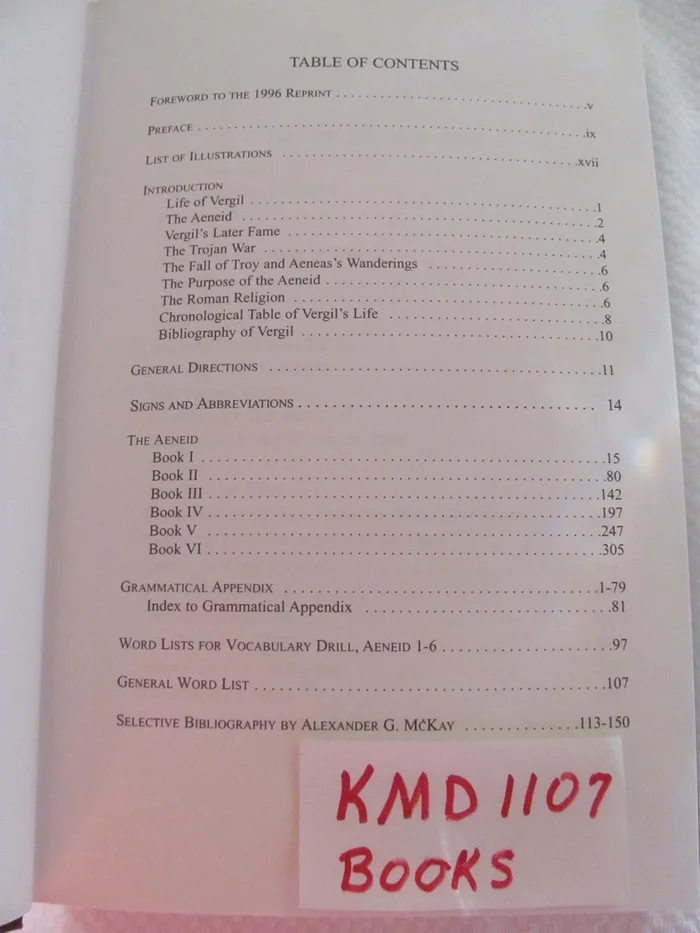 TABLE OF CONTENTS
FOREWORD TO THE 1996 REPRINT . . . . . . . . . . . . . . . . . . . . . . . . . . . . .v
PREFACE . . . . . . . . . . . . . . . . . . . . . . . . . . . . . . . . . . . . . . . . . . . . .ix
LIST OF ILLUSTRATIONS . . . . . . . . . . . . . . . . . . . . . . . . . . . . . . . . . .xvii
INTRODUCTION
Life of Vergil . . . . . . . . . . . . . . . . . . . . . . . . . . . . . . . . . . . . . . .1
The Aeneid . . . . . . . . . . . . . . . . . . . . . . . . . . . . . . . . . . . . . . . .2
Vergil's Later Fame . . . . . . . . . . . . . . . . . . . . . . . . . . . . . . . . . . .4
The Trojan War . . . . . . . . . . . . . . . . . . . . . . . . . . . . . . . . . . . . . .4
The Fall of Troy and Aeneas's Wanderings . . . . . . . . . . . . . . . . . . .6
The Purpose of the Aeneid . . . . . . . . . . . . . . . . . . . . . . . . . . . . . .6
The Roman Religion . . . . . . . . . . . . . . . . . . . . . . . . . . . . . . . . . . .6
Chronological Table of Vergil's Life . . . . . . . . . . . . . . . . . . . . . . . .8
Bibliography of Vergil . . . . . . . . . . . . . . . . . . . . . . . . . . . . . . . . .10
GENERAL DIRECTIONS . . . . . . . . . . . . . . . . . . . . . . . . . . . . . . . . . . . .11
SIGNS AND ABBREVIATIONS . . . . . . . . . . . . . . . . . . . . . . . . . . . . . . . . 14
THE AENEID
Book I . . . . . . . . . . . . . . . . . . . . . . . . . . . . . . . . . . . . . . . . . . .15
Book II . . . . . . . . . . . . . . . . . . . . . . . . . . . . . . . . . . . . . . . . . .80
Book III . . . . . . . . . . . . . . . . . . . . . . . . . . . . . . . . . . . . . . . . .142
Book IV . . . . . . . . . . . . . . . . . . . . . . . . . . . . . . . . . . . . . . . . .197
Book V . . . . . . . . . . . . . . . . . . . . . . . . . . . . . . . . . . . . . . . . . .247
Book VI . . . . . . . . . . . . . . . . . . . . . . . . . . . . . . . . . . . . . . . . .305
GRAMMATICAL APPENDIX . . . . . . . . . . . . . . . . . . . . . . . . . . . . . . . . .1-79
Index to Grammatical Appendix . . . . . . . . . . . . . . . . . . . . . . . . . . .81
WORD LISTS FOR VOCABULARY DRILL, AENEID 1-6 . . . . . . . . . . . . . . . . . .97
GENERAL WORD LIST . . . . . . . . . . . . . . . . . . . . . . . . . . . . . . . . . . . .107
SELECTIVE BIBLIOGRAPHY BY ALEXANDER G. MCKAY . . . . . . . . . . . . . .113-150
KMD 1107
BOOKS